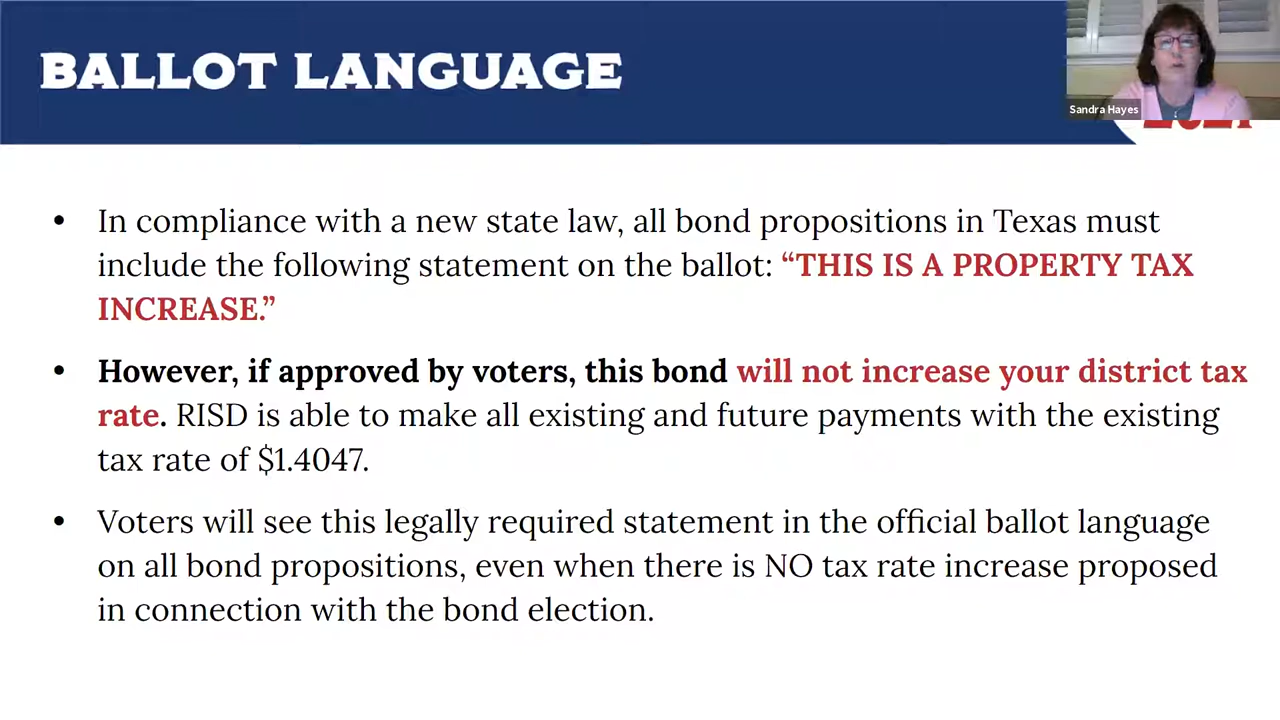 BALLOT LANGUAGE
Sandra Hayes
• In compliance with a new state law, all bond propositions in Texas must
include the following statement on the ballot: “THIS IS A PROPERTY TAX
INCREASE.”
• However, if approved by voters, this bond will not increase your district tax
rate. RISD is able to make all existing and future payments with the existing
tax rate of $1.4047.
• Voters will see this legally required statement in the official ballot language
on all bond propositions, even when there is NO tax rate increase proposed
in connection with the bond election.